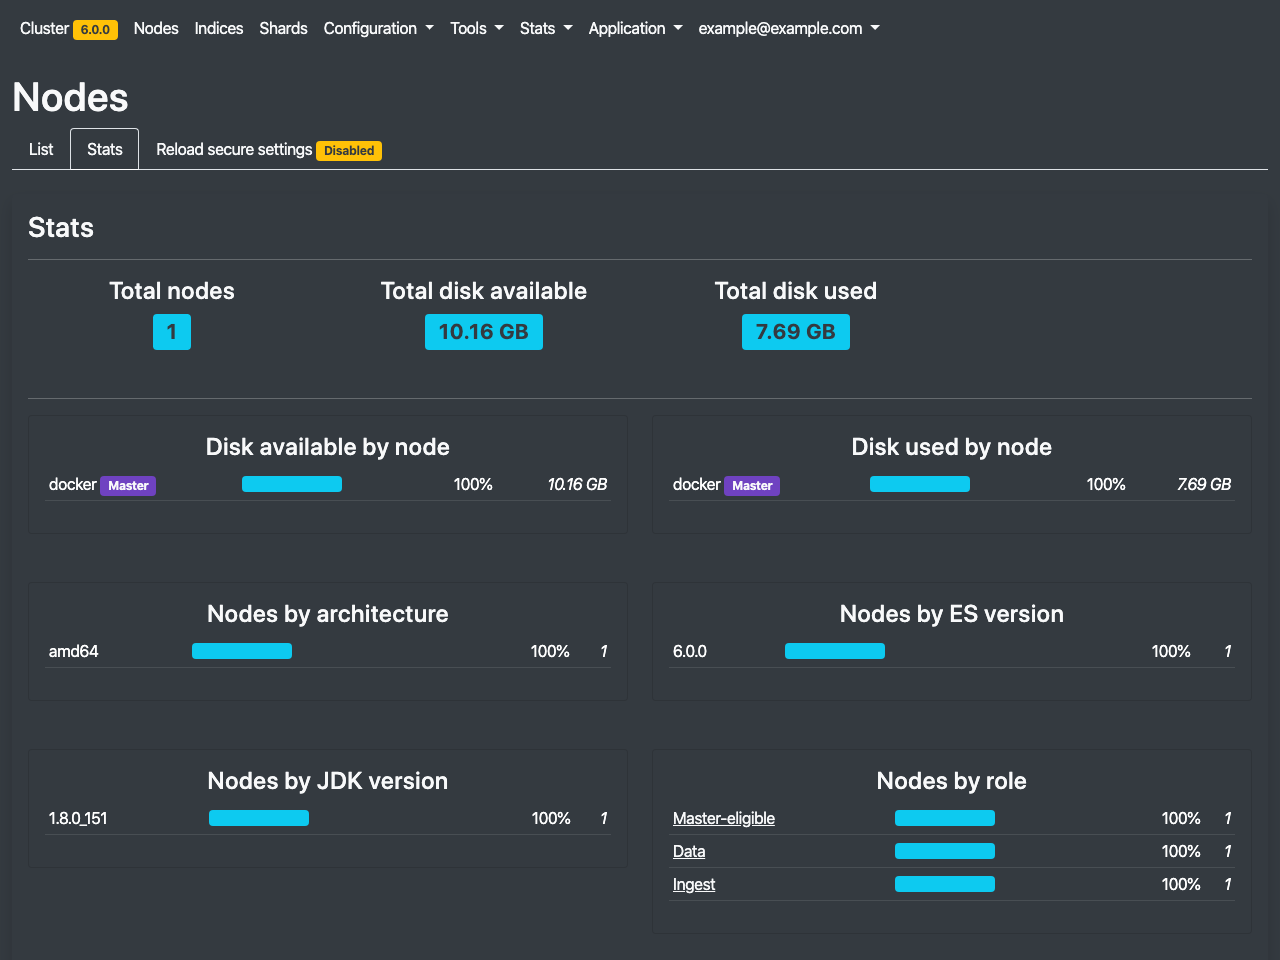 Cluster 6.0.0 Nodes Indices Shards Configuration Tools Stats Application example@example.com
Nodes
List Stats Reload secure settings Disabled
Stats
Total nodes Total disk available Total disk used
1 10.16 GB 7.69 GB
Disk available by node
docker Master 100% 10.16 GB
Disk used by node
docker Master 100% 7.69 GB
Nodes by architecture
amd64 100% 1
Nodes by ES version
6.0.0 100% 1
Nodes by JDK version
1.8.0_151 100% 1
Nodes by role
Master-eligible 100% 1
Data 100% 1
Ingest 100% 1